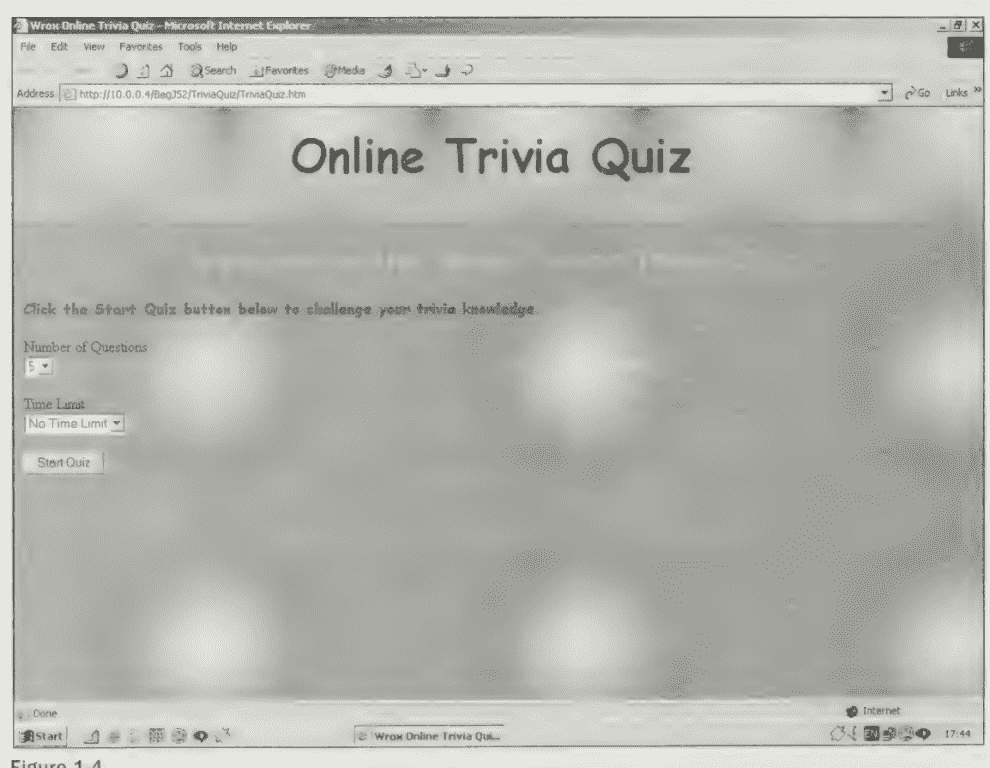 Wrox Online Trivia Quiz - Microsoft Internet Explorer
File Edit View Favorites Tools Help
Search Favorites Media
Address http://10.0.0.4/BegJS2/TriviaQuiz/TriviaQuiz.htm Go Links »
Online Trivia Quiz
Click the Start Quiz button below to challenge your trivia knowledge.
Number of Questions
5
Time Limit
No Time Limit
Start Quiz
Done Internet
Start Wrox Online Trivia Qui... EN 17:44
Figure 1-4